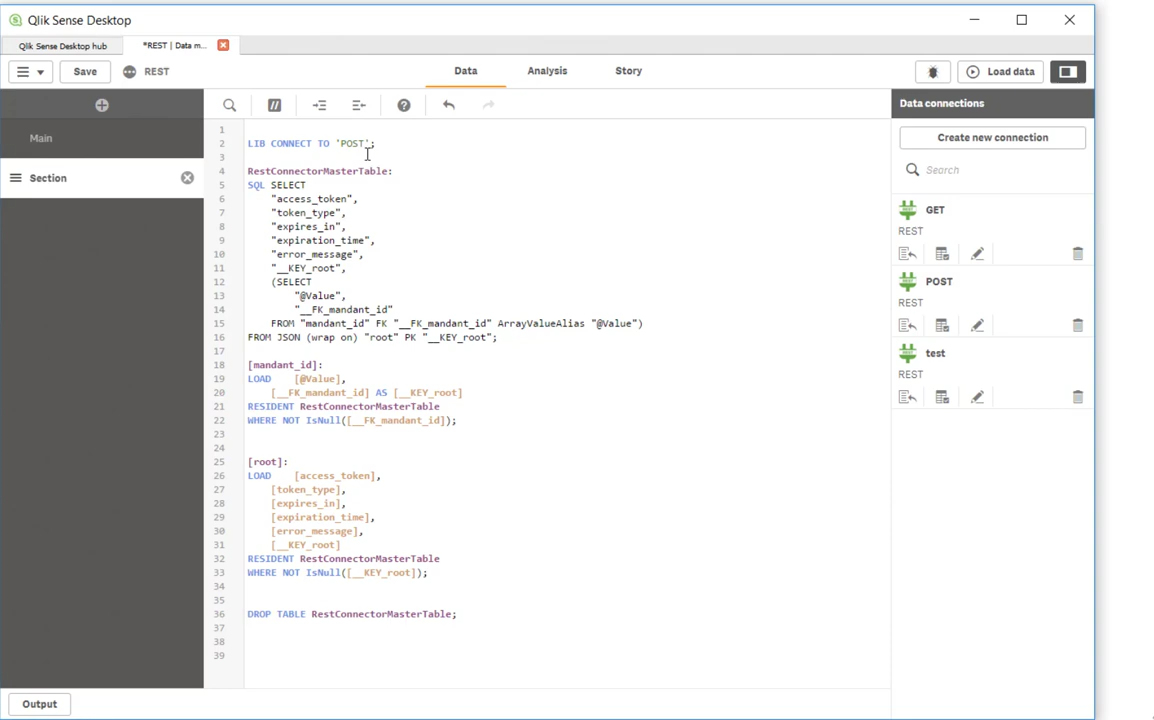 Qlik Sense Desktop
Qlik Sense Desktop hub
*REST | Data m...
Save
REST
Data
Analysis
Story
Load data
Main
Section
1
2 LIB CONNECT TO 'POST';
3
4 RestConnectorMasterTable:
5 SQL SELECT
6 "access_token",
7 "token_type",
8 "expires_in",
9 "expiration_time",
10 "error_message",
11 "__KEY_root",
12 (SELECT
13 "@Value",
14 "__FK_mandant_id"
15 FROM "mandant_id" FK "__FK_mandant_id" ArrayValueAlias "@Value")
16 FROM JSON (wrap on) "root" PK "__KEY_root";
17
18 [mandant_id]:
19 LOAD [@Value],
20 [__FK_mandant_id] AS [__KEY_root]
21 RESIDENT RestConnectorMasterTable
22 WHERE NOT IsNull([__FK_mandant_id]);
23
24
25 [root]:
26 LOAD [access_token],
27 [token_type],
28 [expires_in],
29 [expiration_time],
30 [error_message],
31 [__KEY_root]
32 RESIDENT RestConnectorMasterTable
33 WHERE NOT IsNull([__KEY_root]);
34
35
36 DROP TABLE RestConnectorMasterTable;
37
38
39
Data connections
Create new connection
Search
GET
REST
POST
REST
test
REST
Output